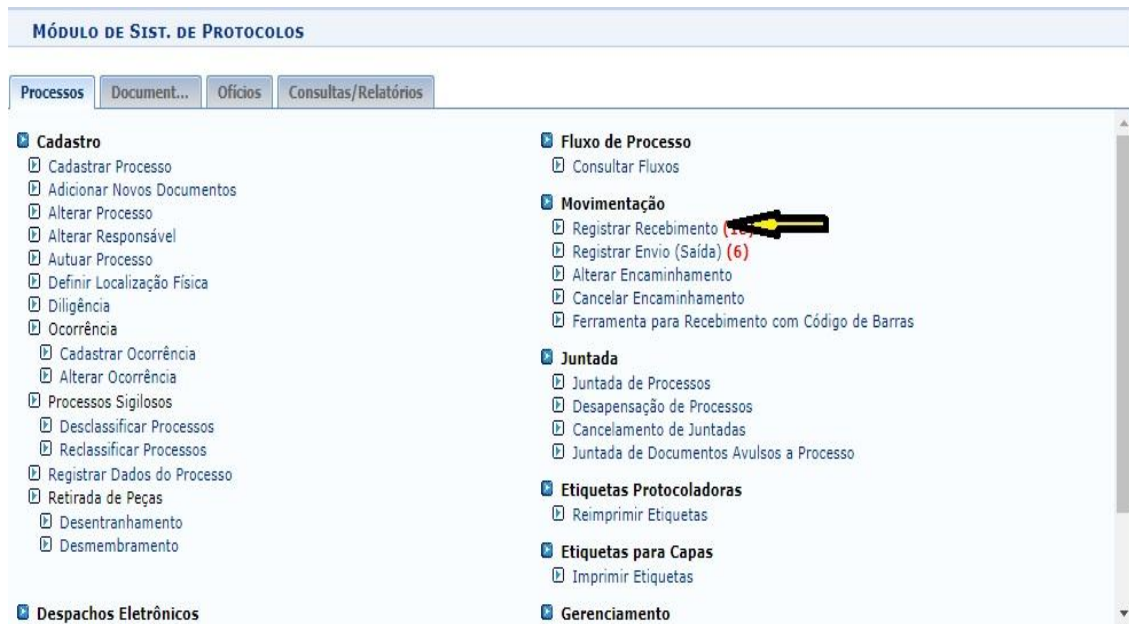 MÓDULO DE SIST. DE PROTOCOLOS
Processos Document... Ofícios Consultas/Relatórios
Cadastro
Cadastrar Processo
Adicionar Novos Documentos
Alterar Processo
Alterar Responsável
Autuar Processo
Definir Localização Física
Diligência
Ocorrência
Cadastrar Ocorrência
Alterar Ocorrência
Processos Sigilosos
Desclassificar Processos
Reclassificar Processos
Registrar Dados do Processo
Retirada de Peças
Desentranhamento
Desmembramento
Despachos Eletrônicos
Fluxo de Processo
Consultar Fluxos
Movimentação
Registrar Recebimento
Registrar Envio (Saída) (6)
Alterar Encaminhamento
Cancelar Encaminhamento
Ferramenta para Recebimento com Código de Barras
Juntada
Juntada de Processos
Desapensação de Processos
Cancelamento de Juntadas
Juntada de Documentos Avulsos a Processo
Etiquetas Protocoladoras
Reimprimir Etiquetas
Etiquetas para Capas
Imprimir Etiquetas
Gerenciamento